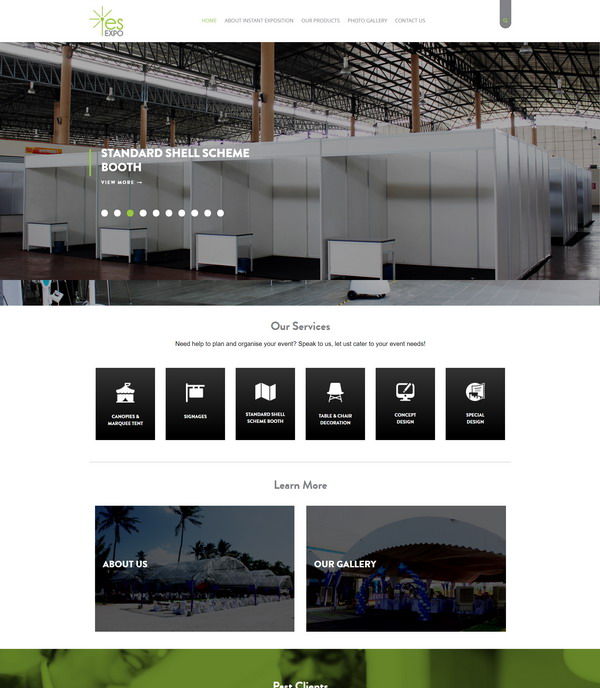 yes
EXPO
HOME ABOUT INSTANT EXPOSITION OUR PRODUCTS PHOTO GALLERY CONTACT US
STANDARD SHELL SCHEME
BOOTH
VIEW MORE →
Our Services
Need help to plan and organise your event? Speak to us, let ust cater to your event needs!
CANOPIES &
MARQUEE TENT
SIGNAGES
STANDARD SHELL
SCHEME BOOTH
TABLE & CHAIR
DECORATION
CONCEPT
DESIGN
SPECIAL
DESIGN
Learn More
ABOUT US
OUR GALLERY
Past Clients